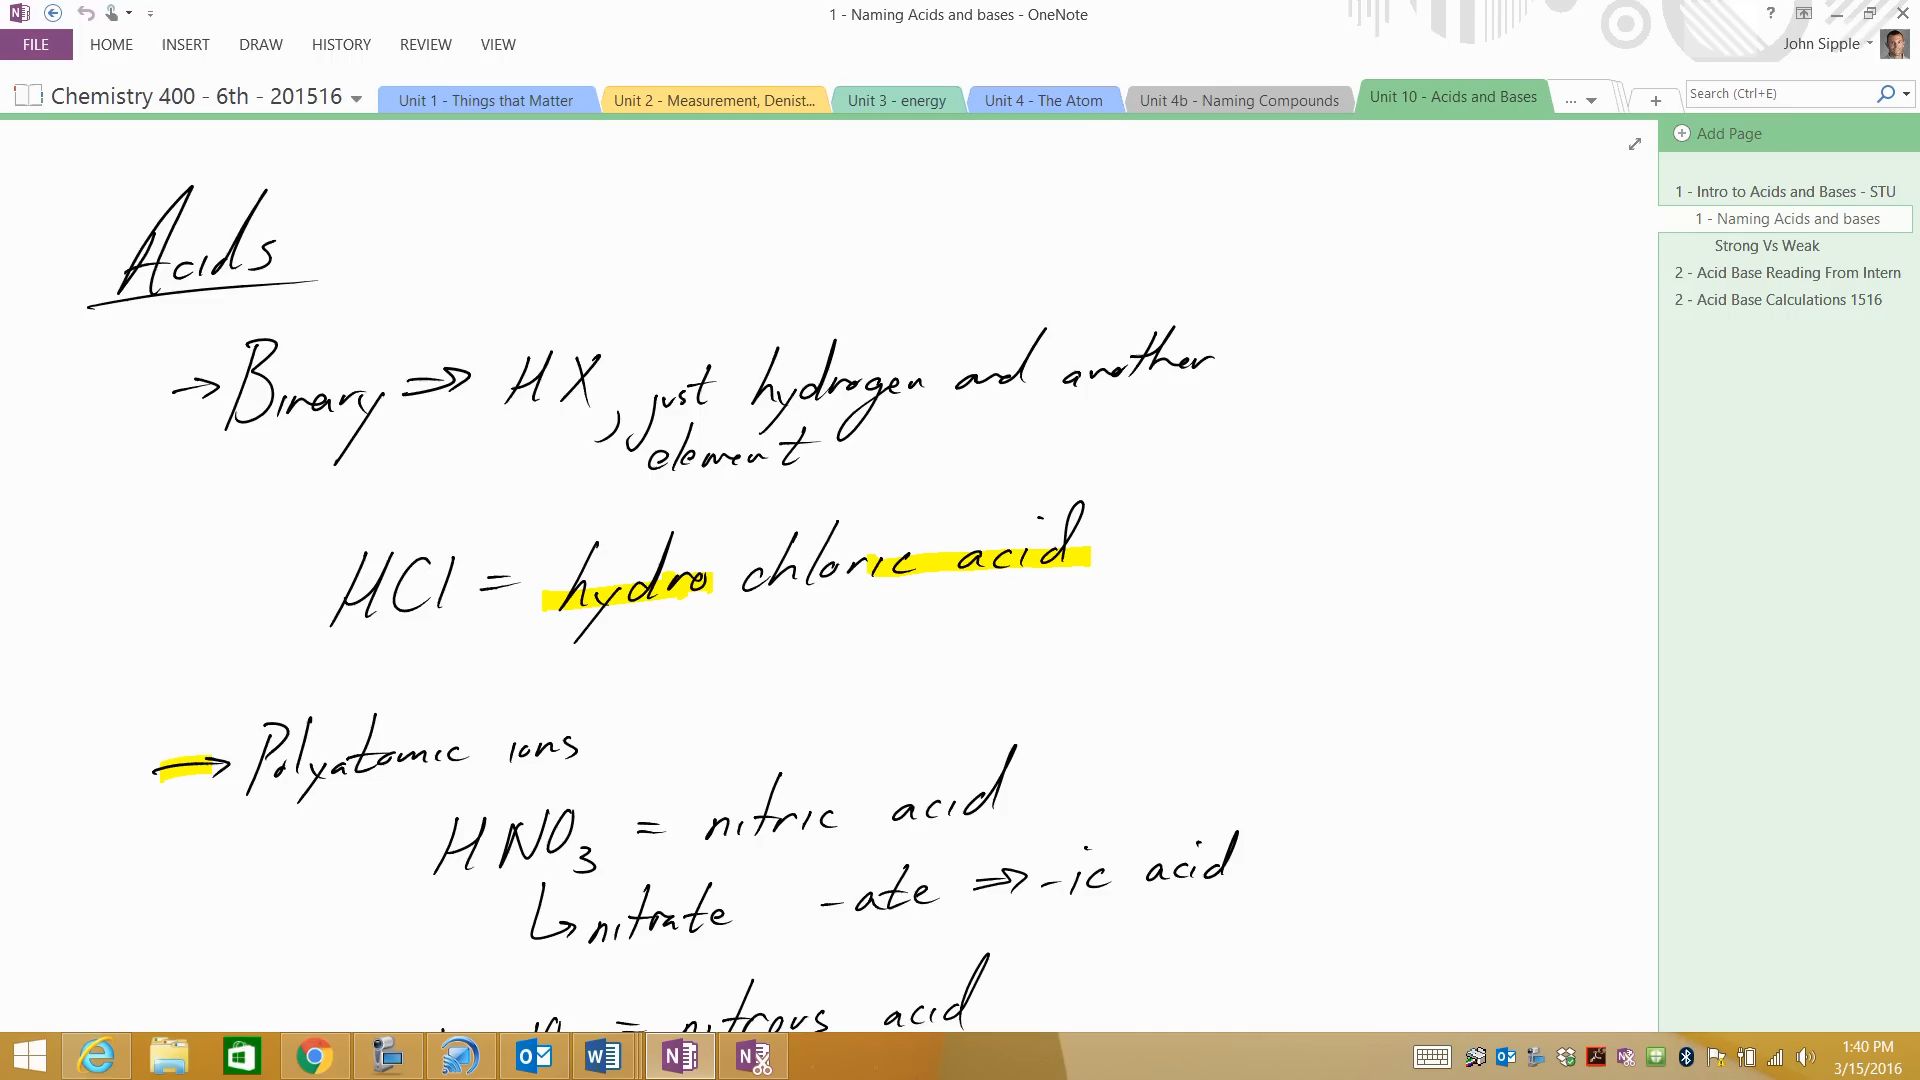 1 - Naming Acids and bases - OneNote
?
FILE HOME INSERT DRAW HISTORY REVIEW VIEW
John Sipple
Chemistry 400 - 6th - 201516
Unit 1 - Things that Matter
Unit 2 - Measurement, Denist...
Unit 3 - energy
Unit 4 - The Atom
Unit 4b - Naming Compounds
Unit 10 - Acids and Bases
...
Search (Ctrl+E)
Add Page
1 - Intro to Acids and Bases - STU
1 - Naming Acids and bases
Strong Vs Weak
2 - Acid Base Reading From Intern
2 - Acid Base Calculations 1516
Acids
→ Binary ⇒ HX, just hydrogen and another
element
HCl = hydro chloric acid
→ Polyatomic ions
HNO3 = nitric acid
↳ nitrate -ate ⇒ -ic acid
= nitrous acid
1:40 PM
3/15/2016